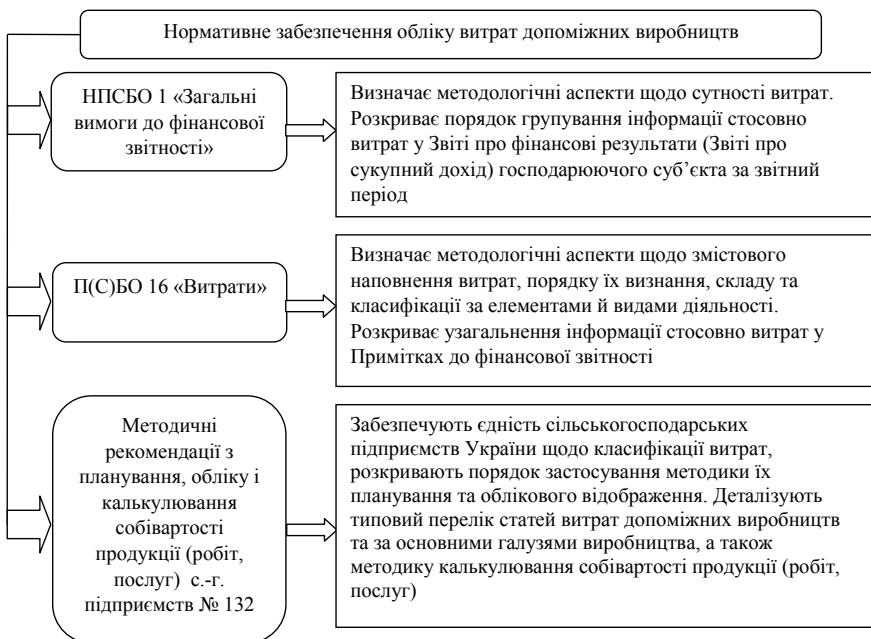 Нормативне забезпечення обліку витрат допоміжних виробництв
НПСБО 1 «Загальні
вимоги до фінансової
звітності»
Визначає методологічні аспекти щодо сутності витрат.
Розкриває порядок групування інформації стосовно
витрат у Звіті про фінансові результати (Звіті про
сукупний дохід) господарюючого суб’єкта за звітний
період
П(С)БО 16 «Витрати»
Визначає методологічні аспекти щодо змістового
наповнення витрат, порядку їх визнання, складу та
класифікації за елементами й видами діяльності.
Розкриває узагальнення інформації стосовно витрат у
Примітках до фінансової звітності
Методичні
рекомендації з
планування, обліку і
калькулювання
собівартості
продукції (робіт,
послуг) с.-г.
підприємств № 132
Забезпечують єдність сільськогосподарських
підприємств України щодо класифікації витрат,
розкривають порядок застосування методики їх
планування та облікового відображення. Деталізують
типовий перелік статей витрат допоміжних виробництв
та за основними галузями виробництва, а також
методику калькулювання собівартості продукції (робіт,
послуг)